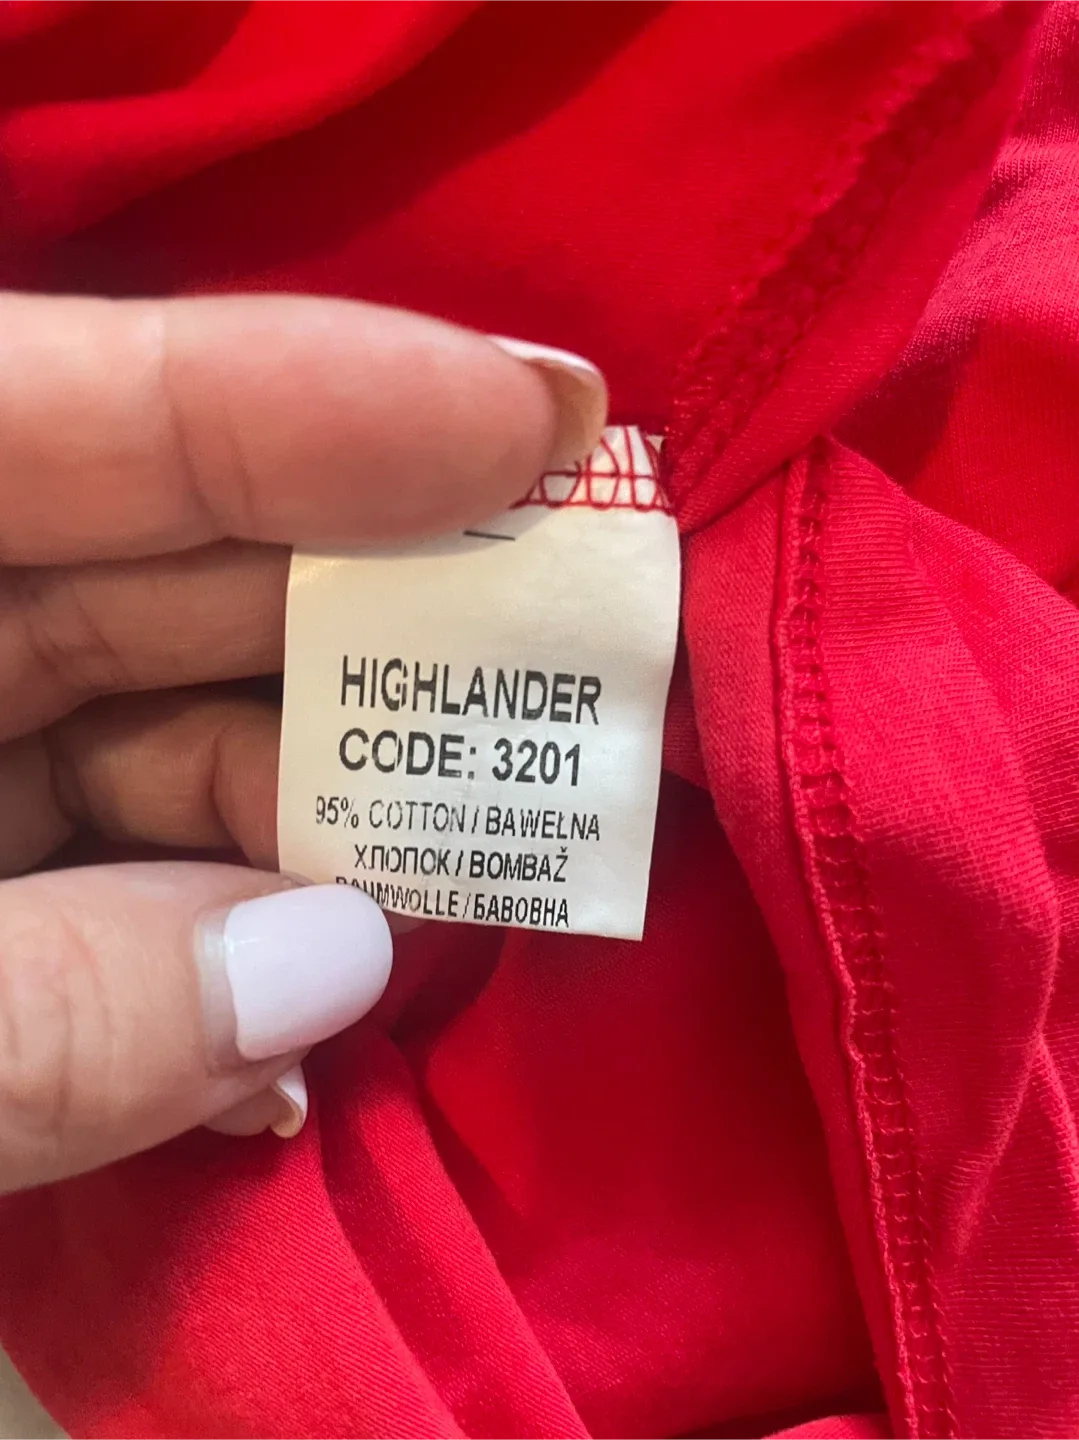 HIGHLANDER
CODE: 3201
95% COTTON / BAWEŁNA
ХЛОПОК / BOMBAŽ
BAUMWOLLE / БАВОВНА